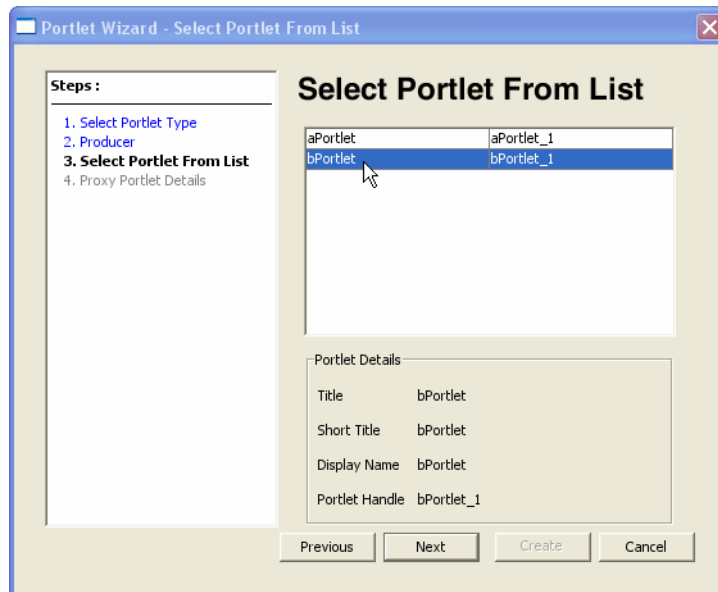 Portlet Wizard - Select Portlet From List
Steps :
1. Select Portlet Type
2. Producer
3. Select Portlet From List
4. Proxy Portlet Details
Select Portlet From List
aPortlet aPortlet_1
bPortlet bPortlet_1
Portlet Details
Title bPortlet
Short Title bPortlet
Display Name bPortlet
Portlet Handle bPortlet_1
Previous Next Create Cancel